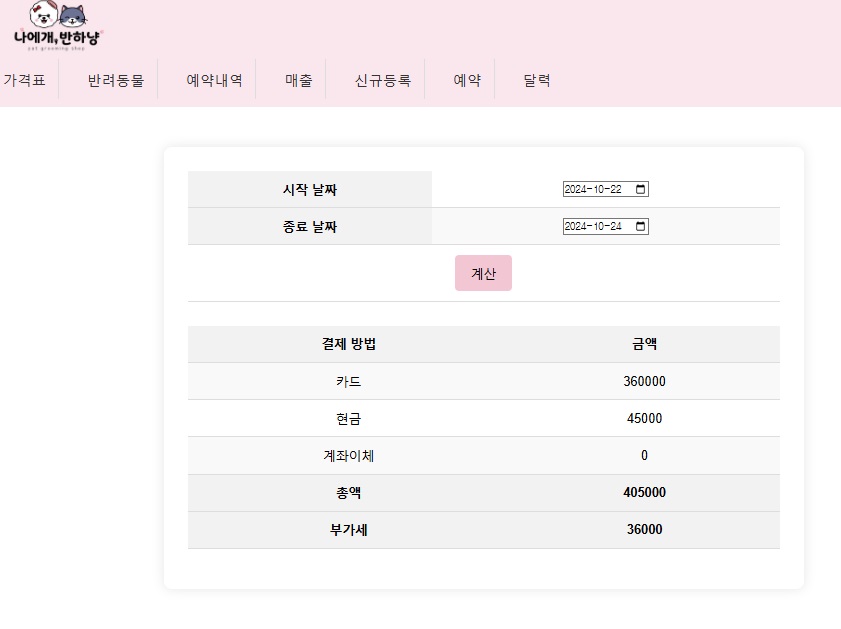 나에개,반하냥
pet grooming shop
가격표 반려동물 예약내역 매출 신규등록 예약 달력
시작 날짜 2024-10-22
종료 날짜 2024-10-24
계산
결제 방법 금액
카드 360000
현금 45000
계좌이체 0
총액 405000
부가세 36000